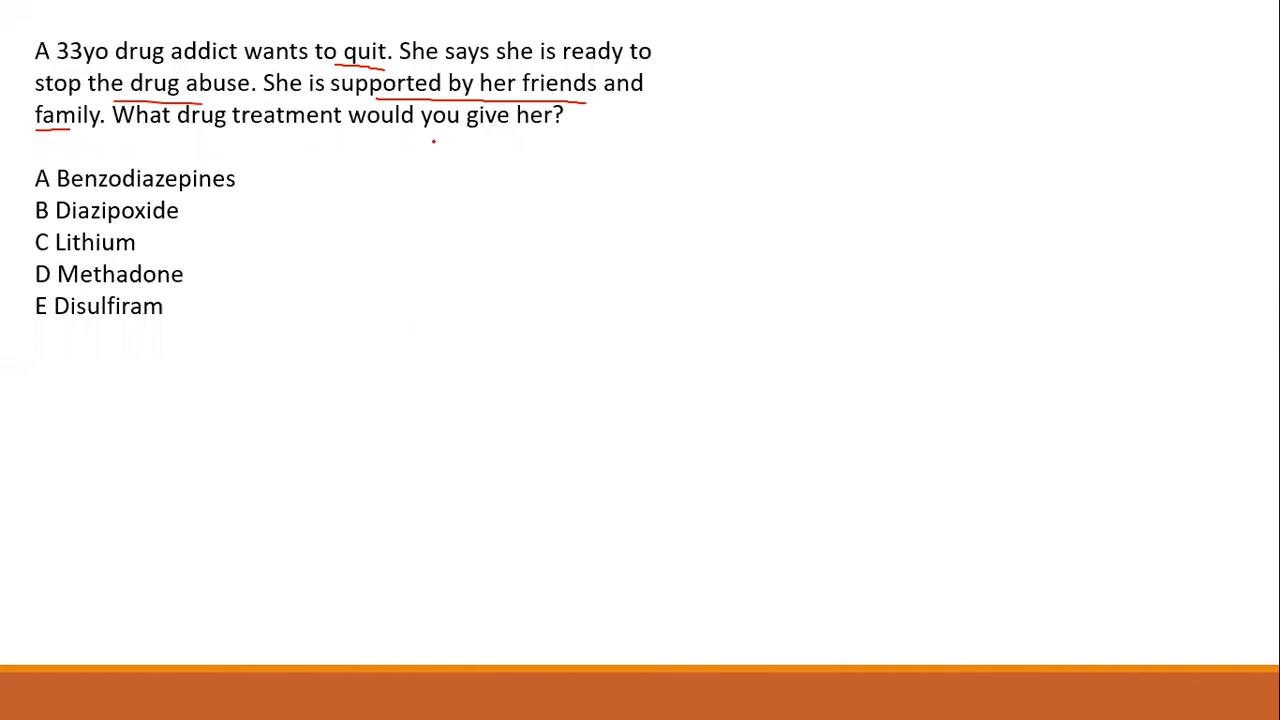 A 33yo drug addict wants to quit. She says she is ready to
stop the drug abuse. She is supported by her friends and
family. What drug treatment would you give her?
A Benzodiazepines
B Diazipoxide
C Lithium
D Methadone
E Disulfiram